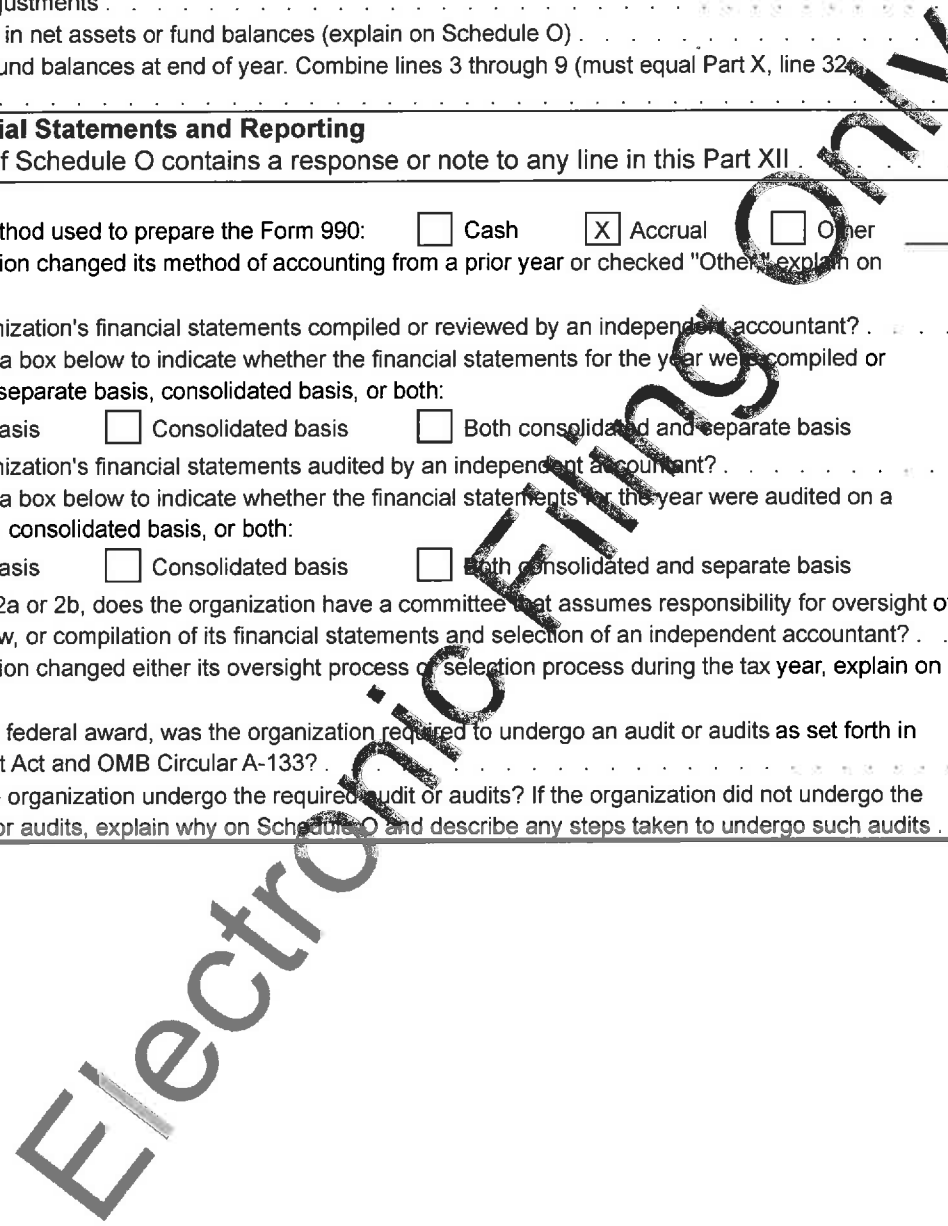 justments . . . . . . . . . . . . . . . . . . . . . . . .
in net assets or fund balances (explain on Schedule O) . . . . . . . . . . . .
und balances at end of year. Combine lines 3 through 9 (must equal Part X, line 32,
. . . . . . . . . . . . . . . . . . . . . . . . . . . . . .
ial Statements and Reporting
f Schedule O contains a response or note to any line in this Part XII . . . .
thod used to prepare the Form 990: Cash X Accrual Other
ion changed its method of accounting from a prior year or checked "Other," explain on
nization's financial statements compiled or reviewed by an independent accountant? . . . .
a box below to indicate whether the financial statements for the year were compiled or
separate basis, consolidated basis, or both:
asis Consolidated basis Both consolidated and separate basis
nization's financial statements audited by an independent accountant? . . . . . . . . .
a box below to indicate whether the financial statements for the year were audited on a
consolidated basis, or both:
asis Consolidated basis Both consolidated and separate basis
2a or 2b, does the organization have a committee that assumes responsibility for oversight of
w, or compilation of its financial statements and selection of an independent accountant? . .
ion changed either its oversight process or selection process during the tax year, explain on
federal award, was the organization required to undergo an audit or audits as set forth in
t Act and OMB Circular A-133? . . . . . . . . . . . . . . . . . . . . .
organization undergo the required audit or audits? If the organization did not undergo the
or audits, explain why on Schedule O and describe any steps taken to undergo such audits .
Electronic Filing Only